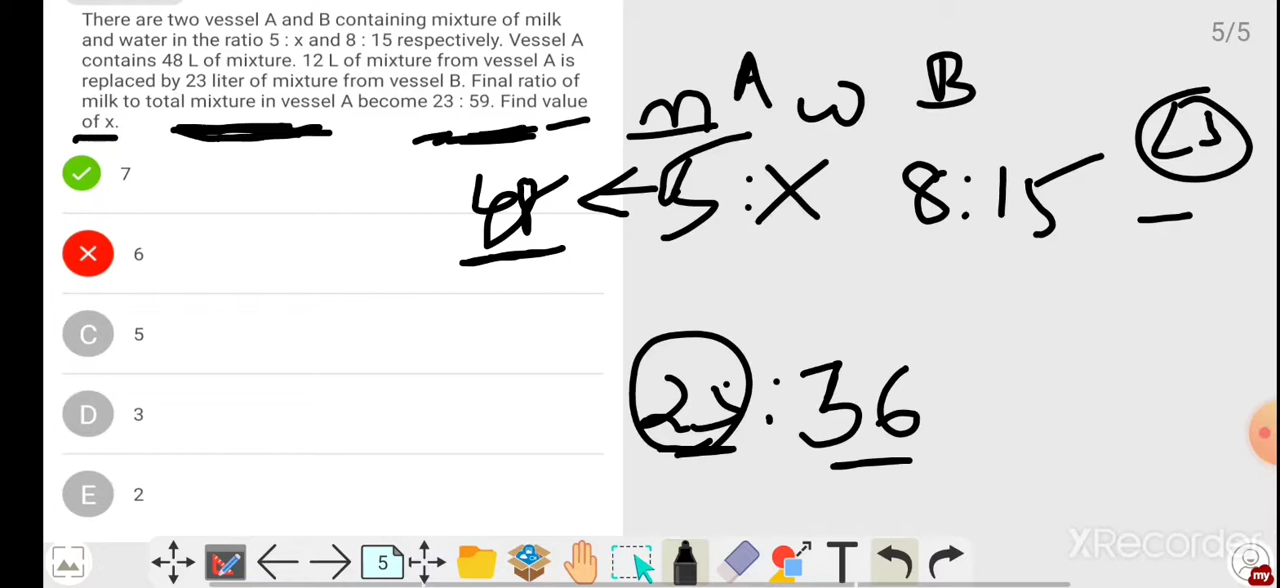 There are two vessel A and B containing mixture of milk
and water in the ratio 5 : x and 8 : 15 respectively. Vessel A
contains 48 L of mixture. 12 L of mixture from vessel A is
replaced by 23 liter of mixture from vessel B. Final ratio of
milk to total mixture in vessel A become 23 : 59. Find value
of x.
7
6
C 5
D 3
E 2
5/5
A B
m w
5 : X 8 : 15
48
23 : 36
5
T
XRecorder
my